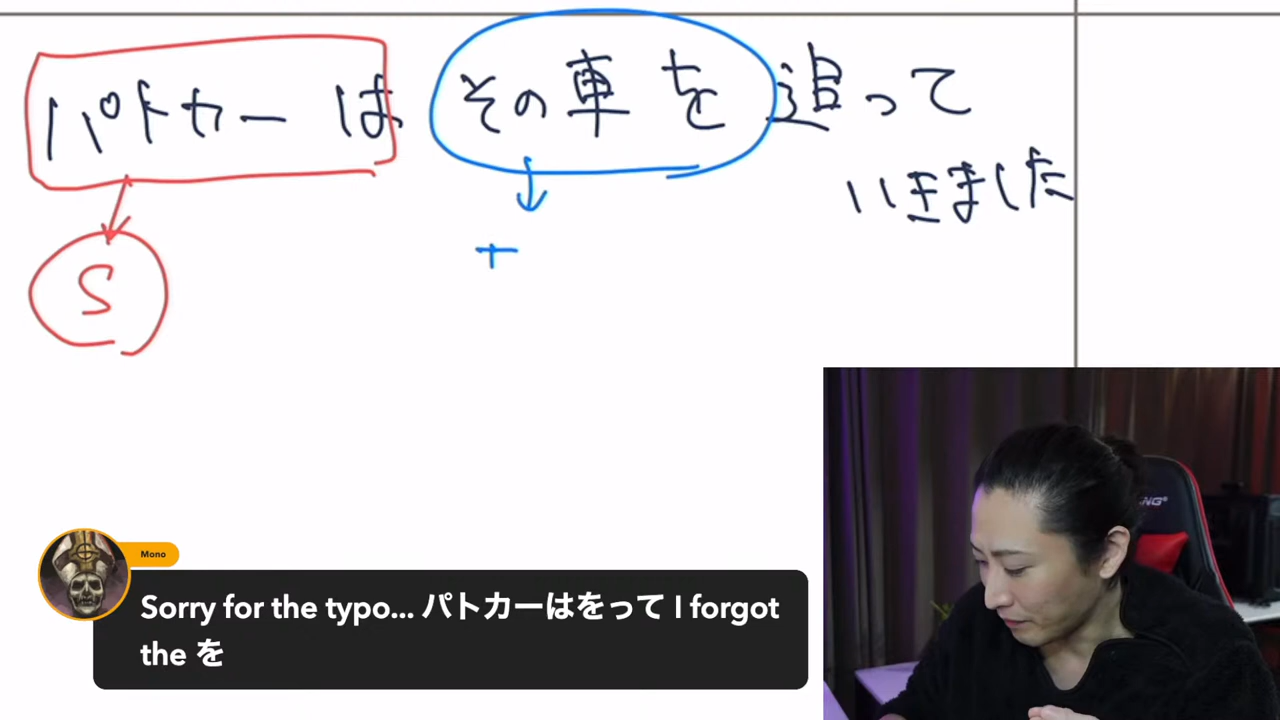 パトカーは その車を 追って
いきました
S
Mono
Sorry for the typo... パトカーはをって I forgot
the を